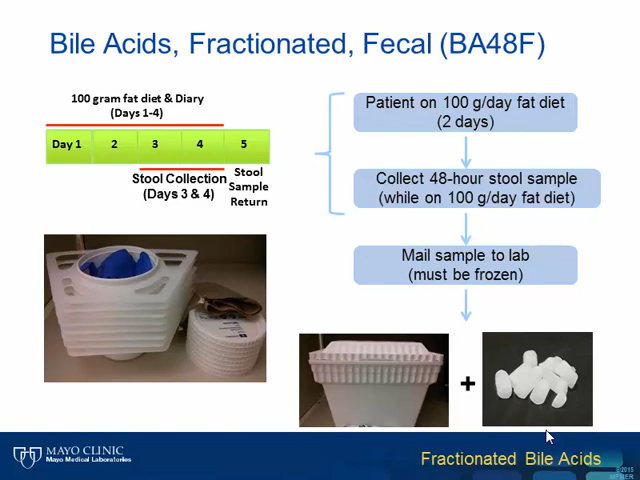 Bile Acids, Fractionated, Fecal (BA48F)
100 gram fat diet & Diary
(Days 1-4)
Day 1 2 3 4 5
Stool Collection
(Days 3 & 4)
Stool
Sample
Return
Patient on 100 g/day fat diet
(2 days)
Collect 48-hour stool sample
(while on 100 g/day fat diet)
Mail sample to lab
(must be frozen)
+
MAYO CLINIC
Mayo Medical Laboratories
Fractionated Bile Acids